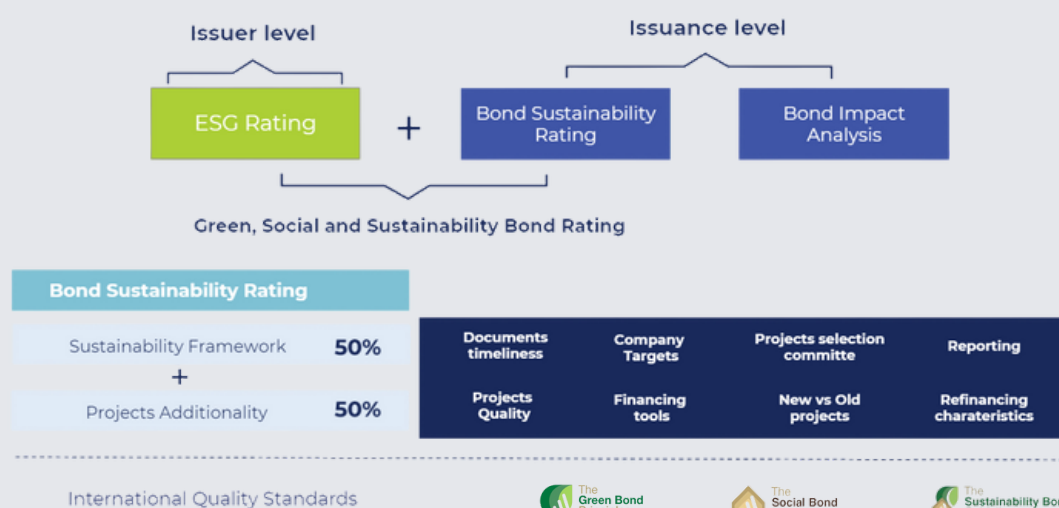 Issuer level
Issuance level
ESG Rating
+
Bond Sustainability
Rating
Bond Impact
Analysis
Green, Social and Sustainability Bond Rating
Bond Sustainability Rating
Sustainability Framework 50%
+
Projects Additionality 50%
Documents
timeliness
Company
Targets
Projects selection
committe
Reporting
Projects
Quality
Financing
tools
New vs Old
projects
Refinancing
charateristics
International Quality Standards
The
Green Bond
The
Social Bond
The
Sustainability